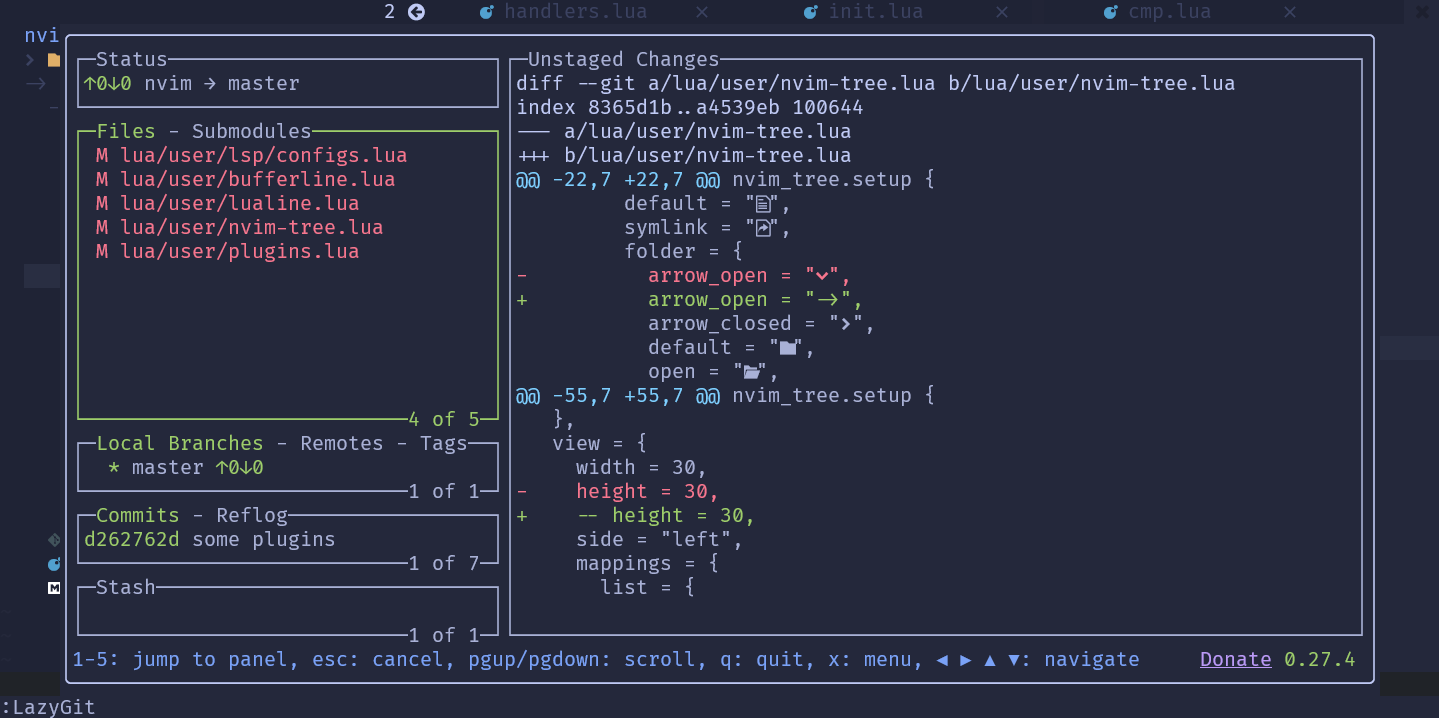 2 handlers.lua init.lua cmp.lua
nvi
Status
↑0↓0 nvim → master
Files - Submodules
M lua/user/lsp/configs.lua
M lua/user/bufferline.lua
M lua/user/lualine.lua
M lua/user/nvim-tree.lua
M lua/user/plugins.lua
4 of 5
Local Branches - Remotes - Tags
* master ↑0↓0
1 of 1
Commits - Reflog
d262762d some plugins
1 of 7
Stash
1 of 1
Unstaged Changes
diff --git a/lua/user/nvim-tree.lua b/lua/user/nvim-tree.lua
index 8365d1b..a4539eb 100644
--- a/lua/user/nvim-tree.lua
+++ b/lua/user/nvim-tree.lua
@@ -22,7 +22,7 @@ nvim_tree.setup {
default = "",
symlink = "",
folder = {
- arrow_open = "",
+ arrow_open = "->",
arrow_closed = "",
default = "",
open = "",
@@ -55,7 +55,7 @@ nvim_tree.setup {
},
view = {
width = 30,
- height = 30,
+ -- height = 30,
side = "left",
mappings = {
list = {
1-5: jump to panel, esc: cancel, pgup/pgdown: scroll, q: quit, x: menu, ◄ ► ▲ ▼: navigate Donate 0.27.4
:LazyGit